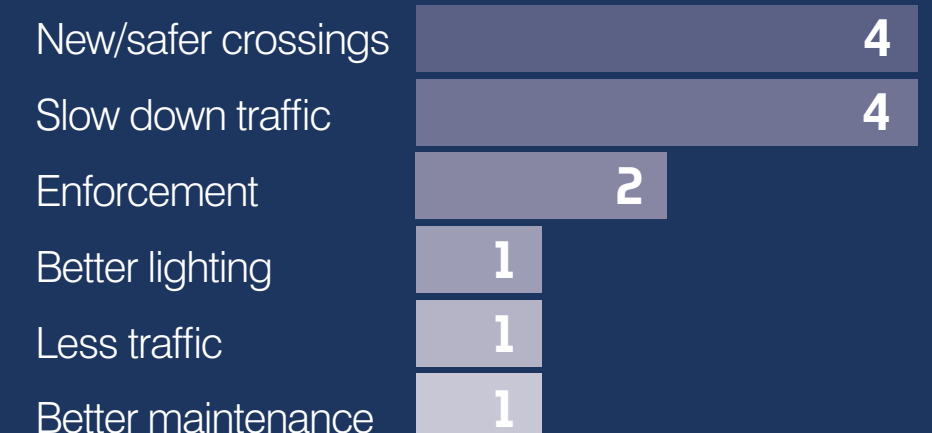 New/safer crossings 4
Slow down traffic 4
Enforcement 2
Better lighting 1
Less traffic 1
Better maintenance 1